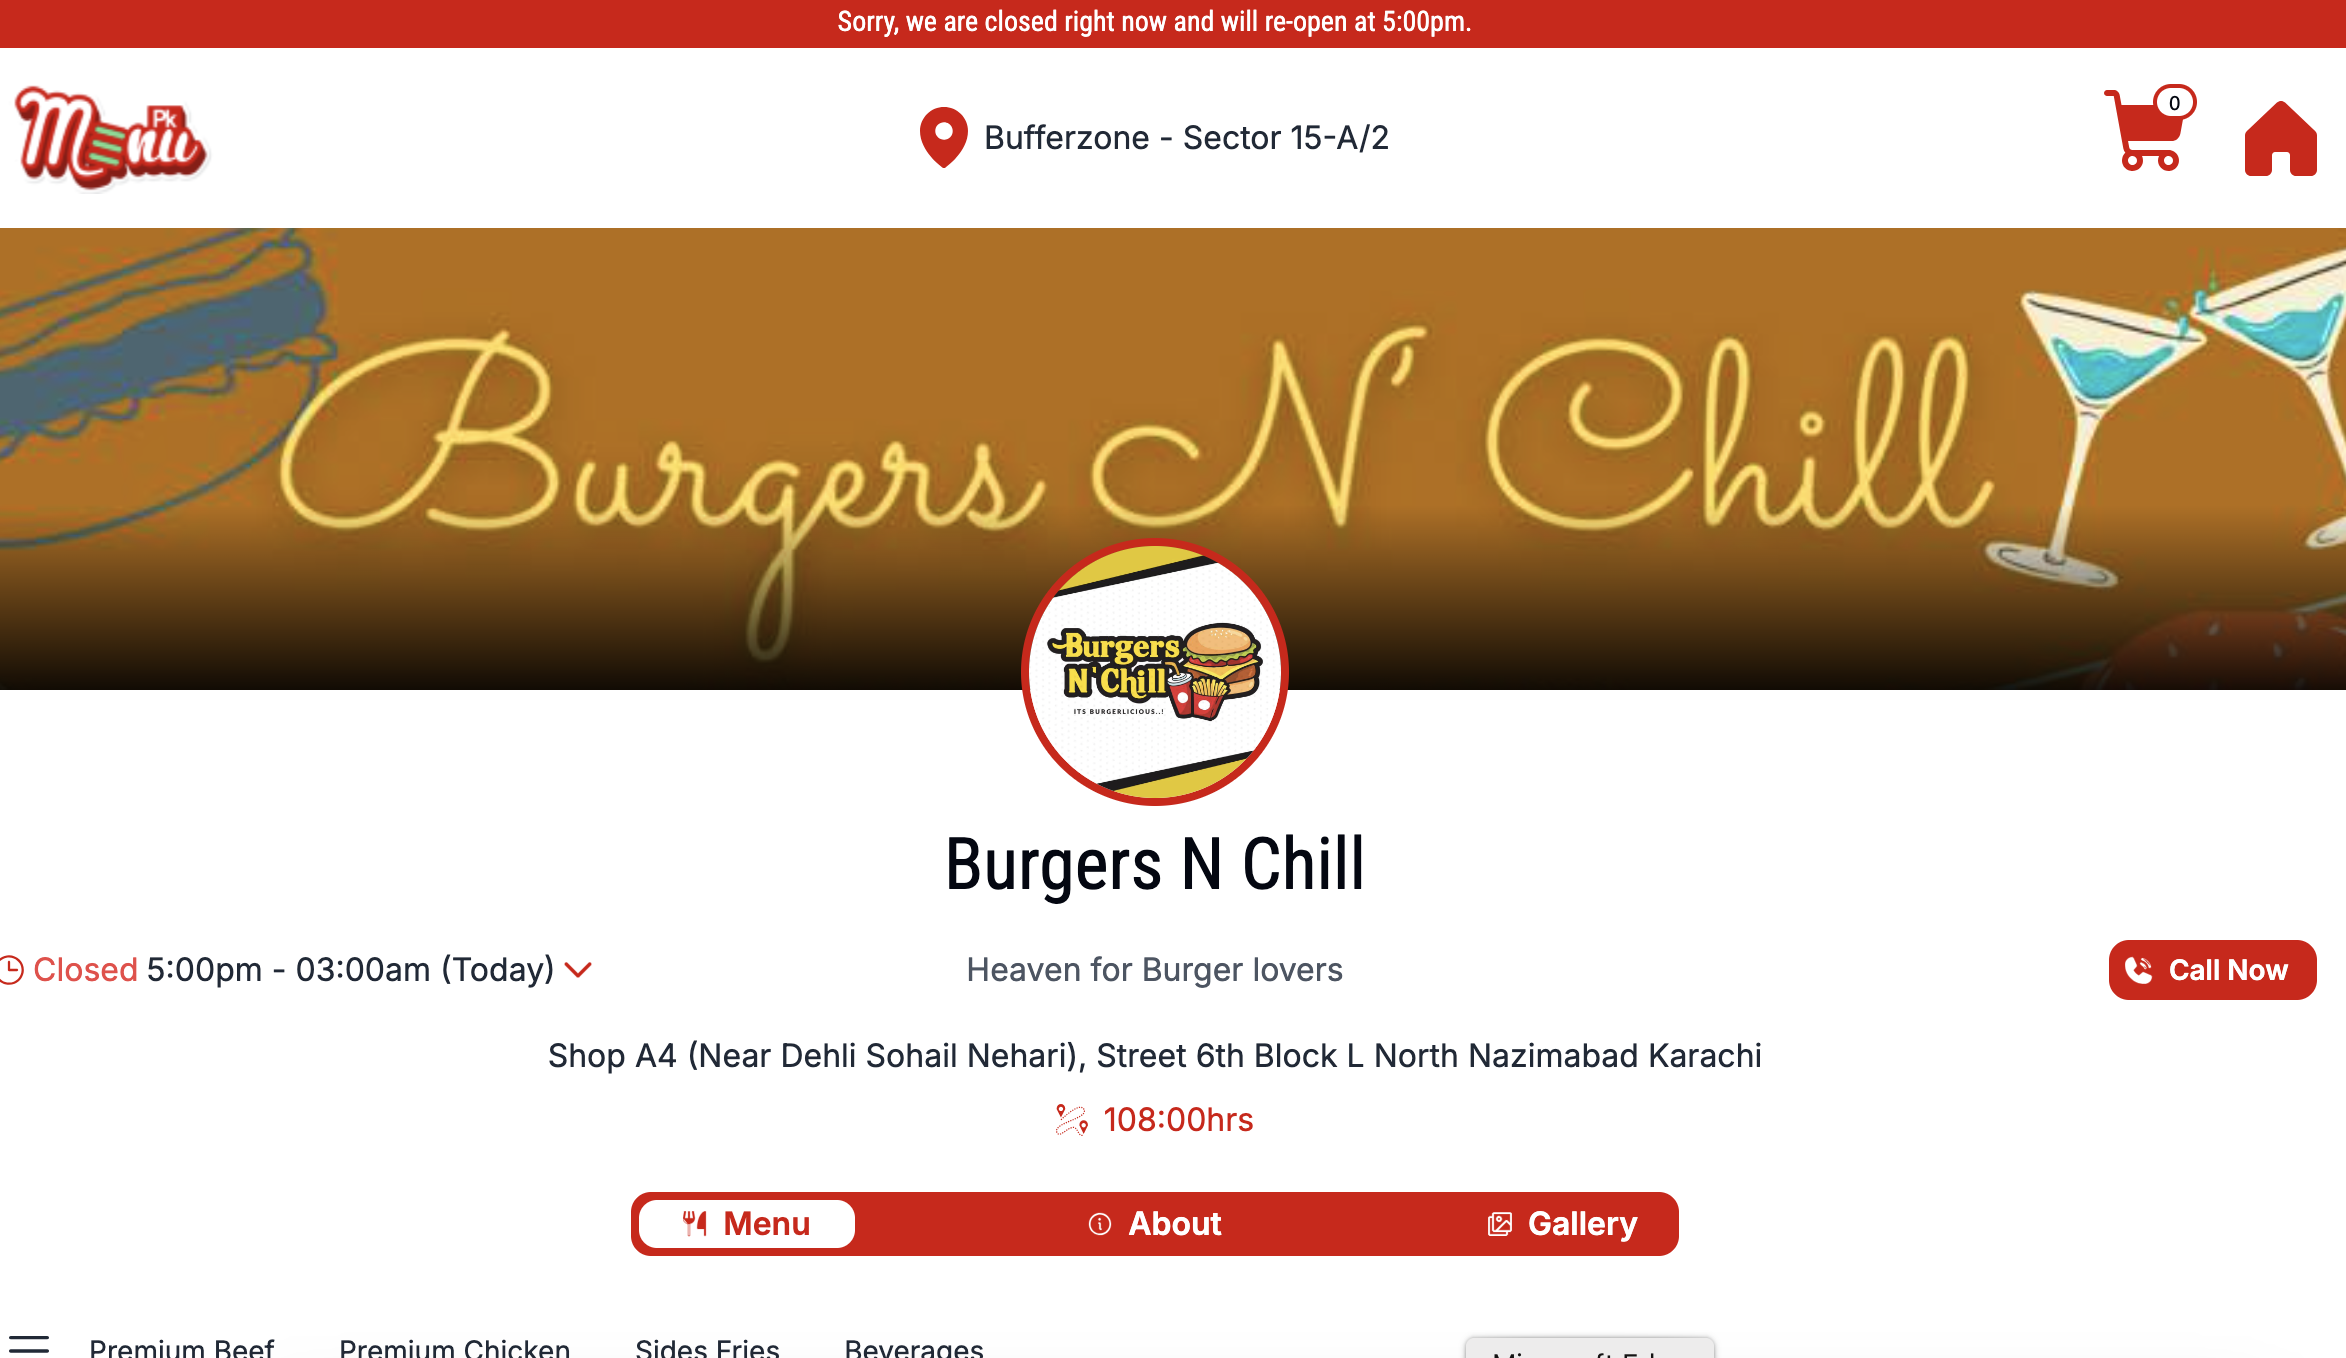 Sorry, we are closed right now and will re-open at 5:00pm.
Menu Pk
Bufferzone - Sector 15-A/2
0
Burgers N' Chill
Burgers
N'Chill
ITS BURGERLICIOUS..!
Burgers N Chill
Closed 5:00pm - 03:00am (Today)
Heaven for Burger lovers
Call Now
Shop A4 (Near Dehli Sohail Nehari), Street 6th Block L North Nazimabad Karachi
108:00hrs
Menu
About
Gallery
Premium Beef
Premium Chicken
Sides Fries
Beverages